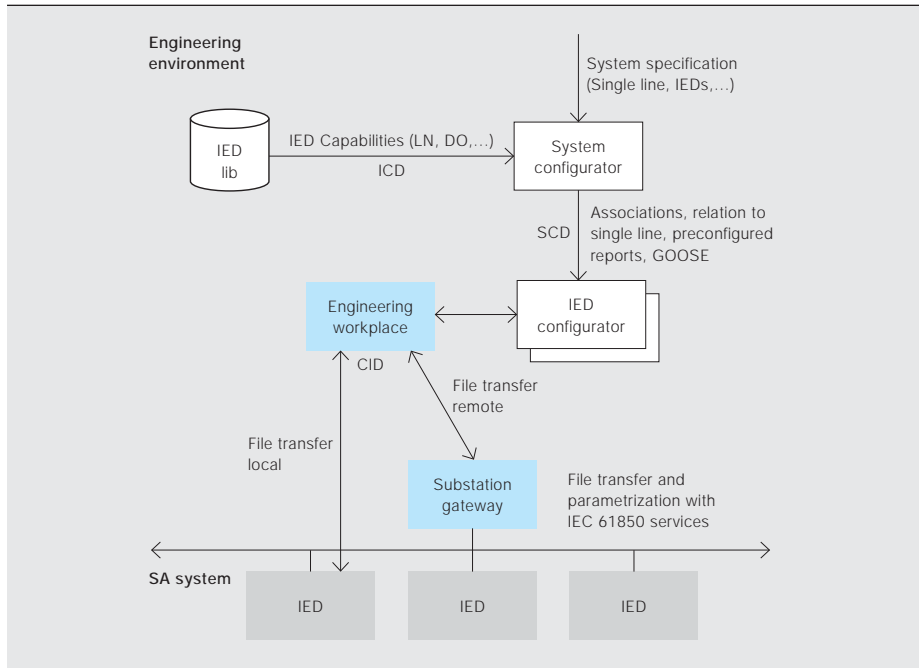 Engineering
environment
System specification
(Single line, IEDs,...)
IED
lib
IED Capabilities (LN, DO,...)
ICD
System
configurator
SCD
Associations, relation to
single line, preconfigured
reports, GOOSE
Engineering
workplace
IED
configurator
CID
File transfer
remote
File transfer
local
Substation
gateway
File transfer and
parametrization with
IEC 61850 services
SA system
IED
IED
IED